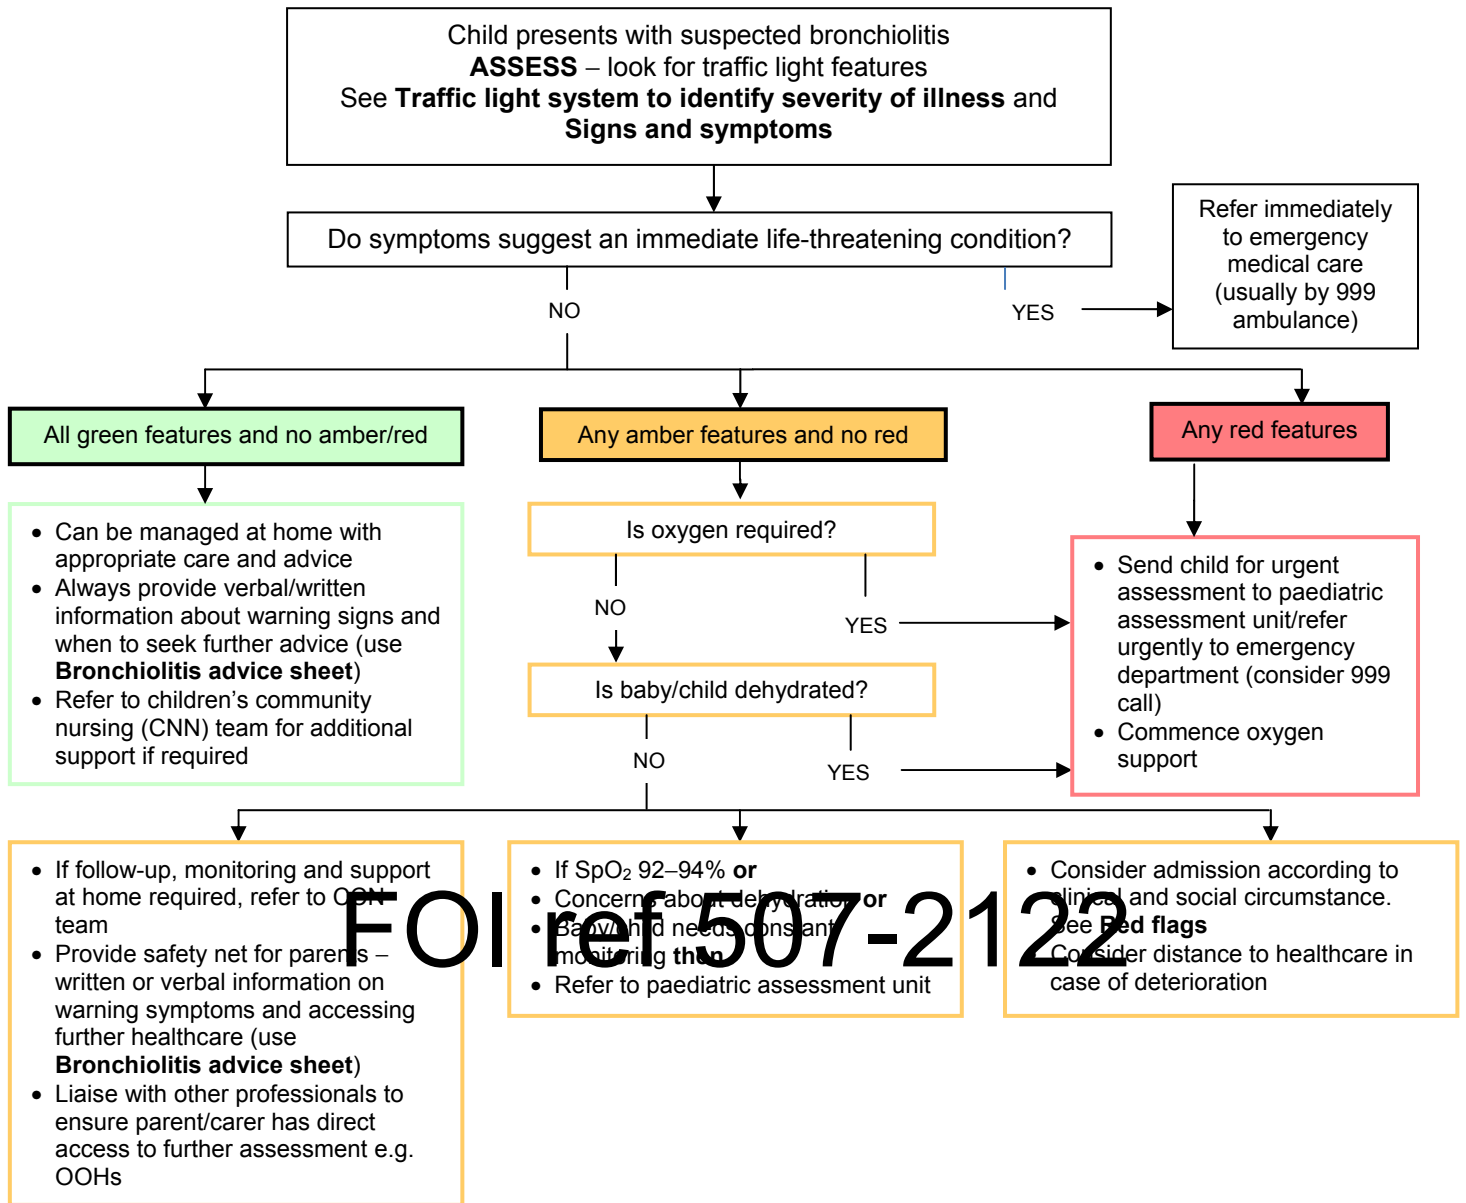 Child presents with suspected bronchiolitis
ASSESS – look for traffic light features
See Traffic light system to identify severity of illness and
Signs and symptoms
Do symptoms suggest an immediate life-threatening condition?
Refer immediately
to emergency
medical care
(usually by 999
ambulance)
NO
YES
All green features and no amber/red
Any amber features and no red
Any red features
• Can be managed at home with
appropriate care and advice
• Always provide verbal/written
information about warning signs and
when to seek further advice (use
Bronchiolitis advice sheet)
• Refer to children’s community
nursing (CNN) team for additional
support if required
Is oxygen required?
NO
YES
Is baby/child dehydrated?
NO
YES
• Send child for urgent
assessment to paediatric
assessment unit/refer
urgently to emergency
department (consider 999
call)
• Commence oxygen
support
• If follow-up, monitoring and support
at home required, refer to CCN
team
• Provide safety net for parents –
written or verbal information on
warning symptoms and accessing
further healthcare (use
Bronchiolitis advice sheet)
• Liaise with other professionals to
ensure parent/carer has direct
access to further assessment e.g.
OOHs
• If SpO₂ 92–94% or
• Concerns about dehydration or
• Baby/child needs constant
monitoring then
• Refer to paediatric assessment unit
• Consider admission according to
clinical and social circumstance.
See Red flags
• Consider distance to healthcare in
case of deterioration
FOI ref 507-2122